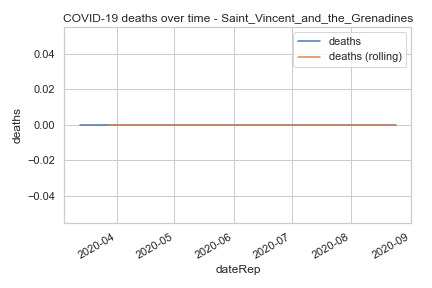 COVID-19 deaths over time - Saint_Vincent_and_the_Grenadines
deaths
deaths (rolling)
0.04
0.02
0.00
−0.02
−0.04
deaths
2020-04
2020-05
2020-06
2020-07
2020-08
2020-09
dateRep